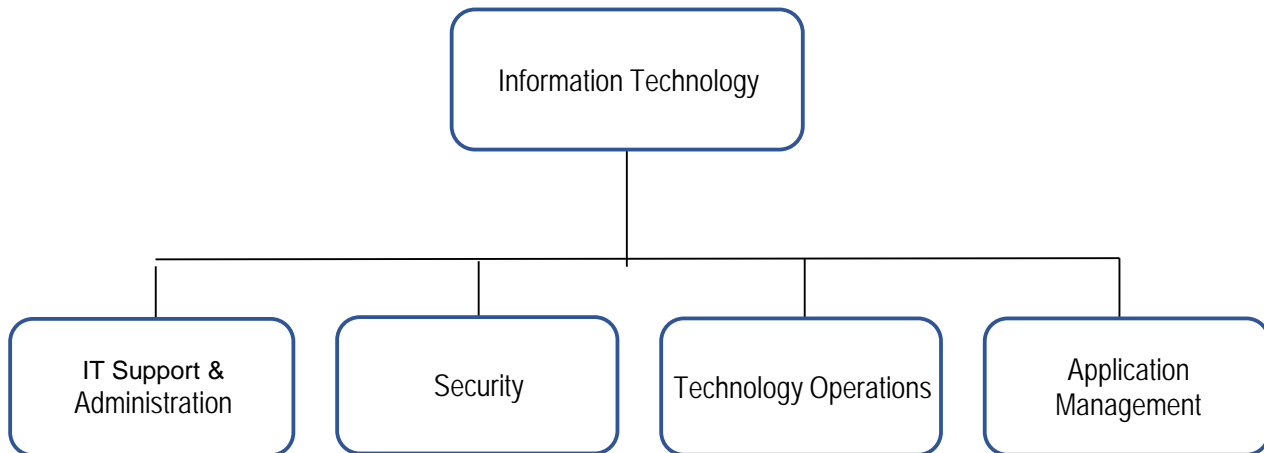 Information Technology
IT Support &
Administration
Security
Technology Operations
Application
Management